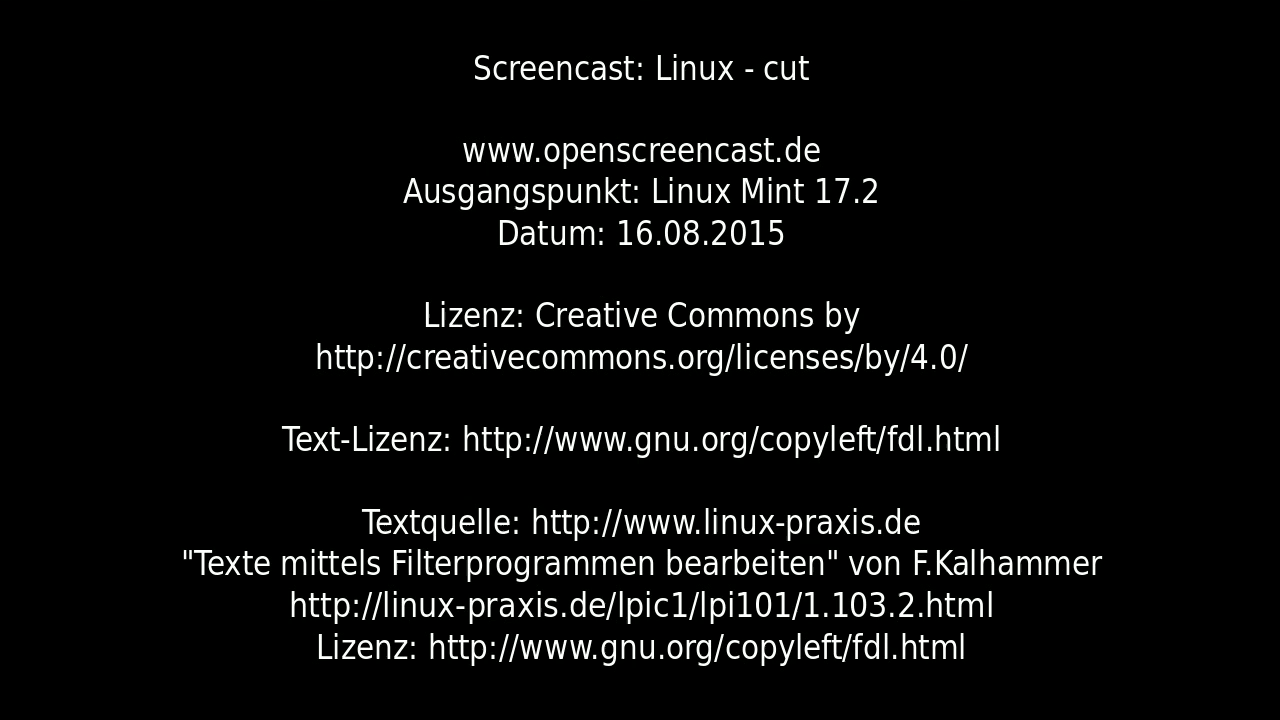 Screencast: Linux - cut
www.openscreencast.de
Ausgangspunkt: Linux Mint 17.2
Datum: 16.08.2015
Lizenz: Creative Commons by
http://creativecommons.org/licenses/by/4.0/
Text-Lizenz: http://www.gnu.org/copyleft/fdl.html
Textquelle: http://www.linux-praxis.de
"Texte mittels Filterprogrammen bearbeiten" von F.Kalhammer
http://linux-praxis.de/lpic1/lpi101/1.103.2.html
Lizenz: http://www.gnu.org/copyleft/fdl.html